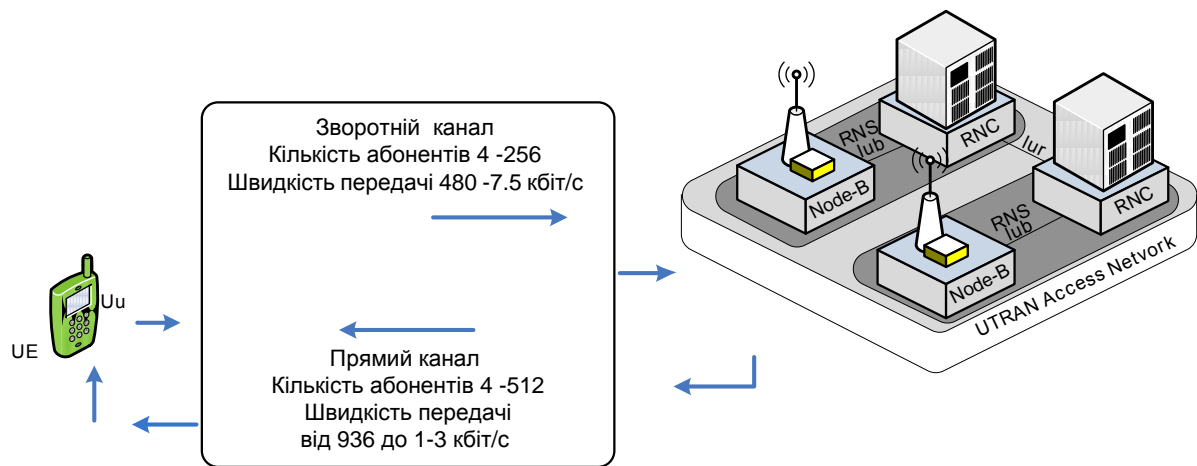 Зворотній канал
Кількість абонентів 4 -256
Швидкість передачі 480 -7.5 кбіт/с
Uu
UE
Прямий канал
Кількість абонентів 4 -512
Швидкість передачі
від 936 до 1-3 кбіт/с
RNS
Iub
RNC
Iur
Node-B
RNS
Iub
RNC
Node-B
UTRAN Access Network